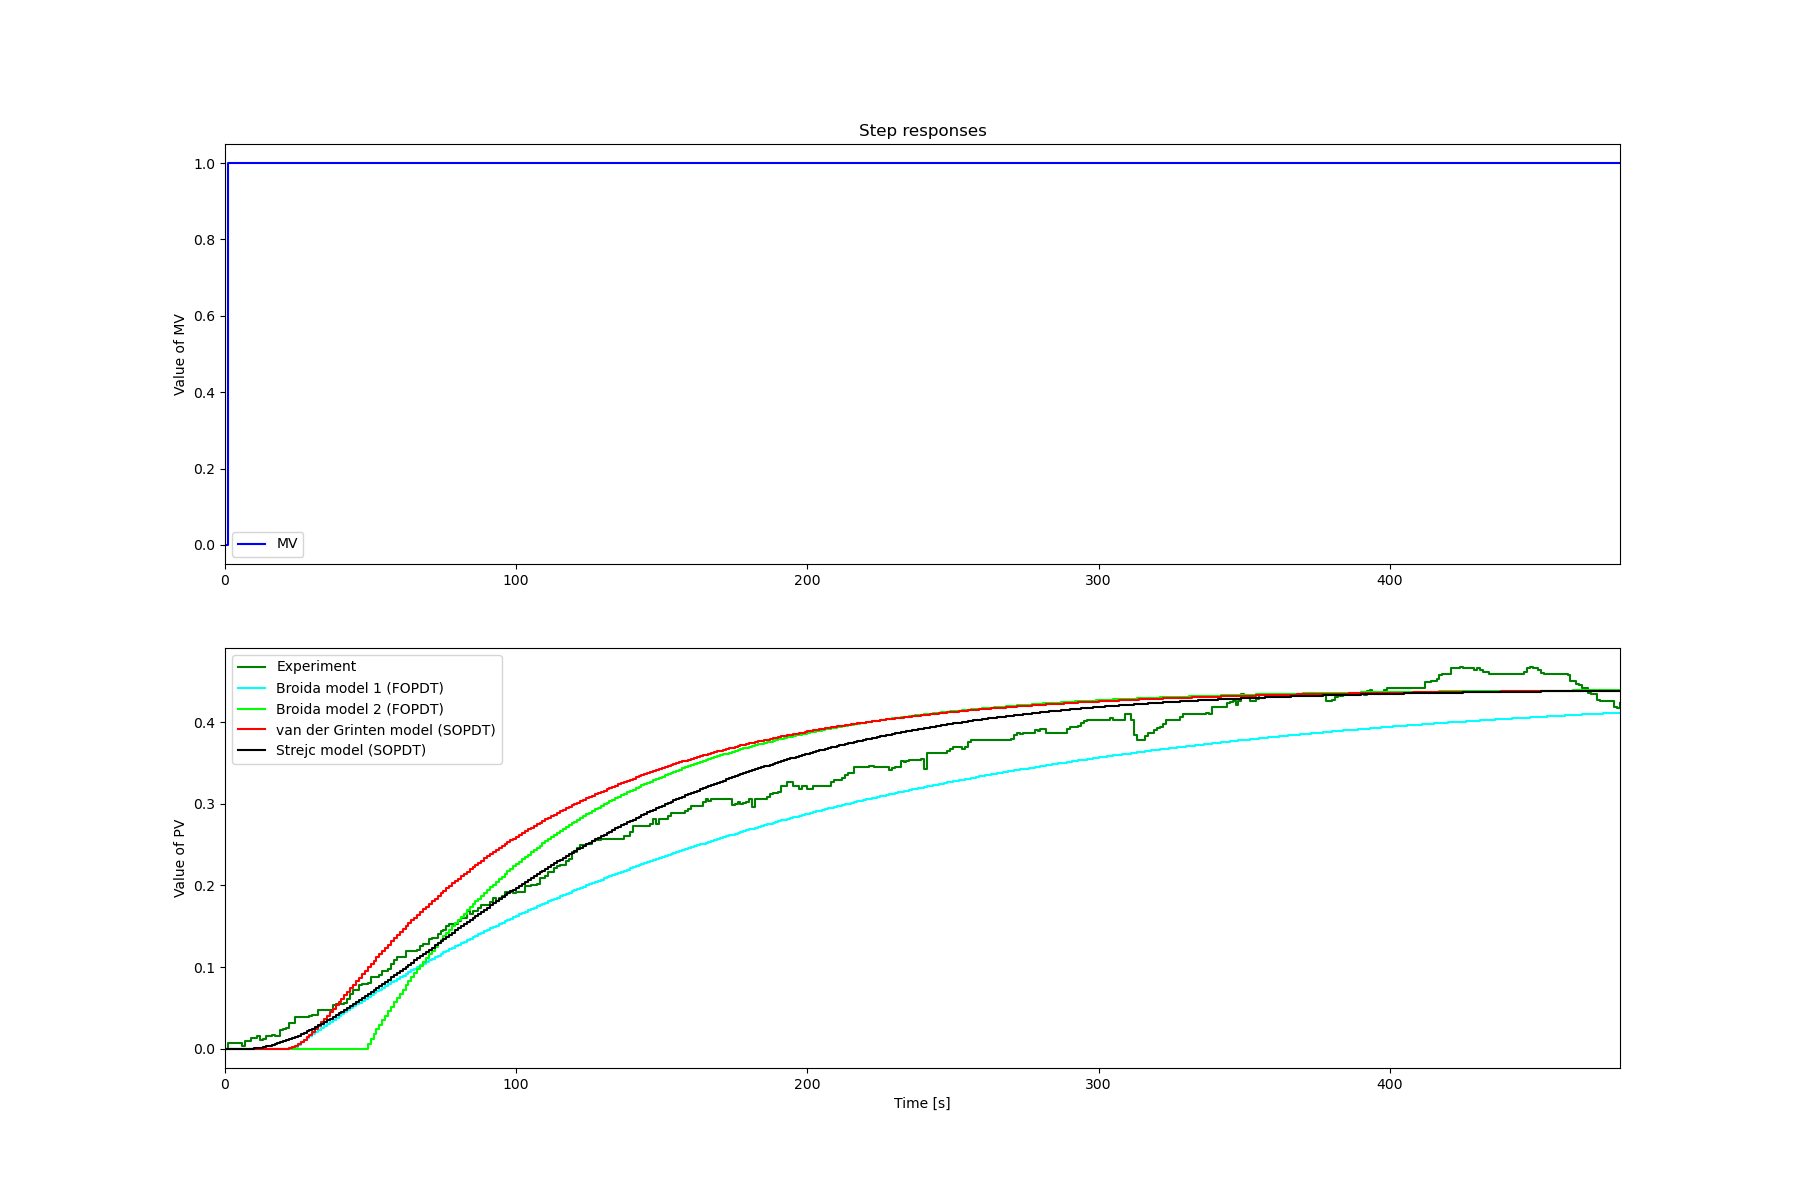 Step responses
Value of MV
1.0
0.8
0.6
0.4
0.2
0.0
MV
0
100
200
300
400
Value of PV
0.4
0.3
0.2
0.1
0.0
Experiment
Broida model 1 (FOPDT)
Broida model 2 (FOPDT)
van der Grinten model (SOPDT)
Strejc model (SOPDT)
0
100
200
300
400
Time [s]